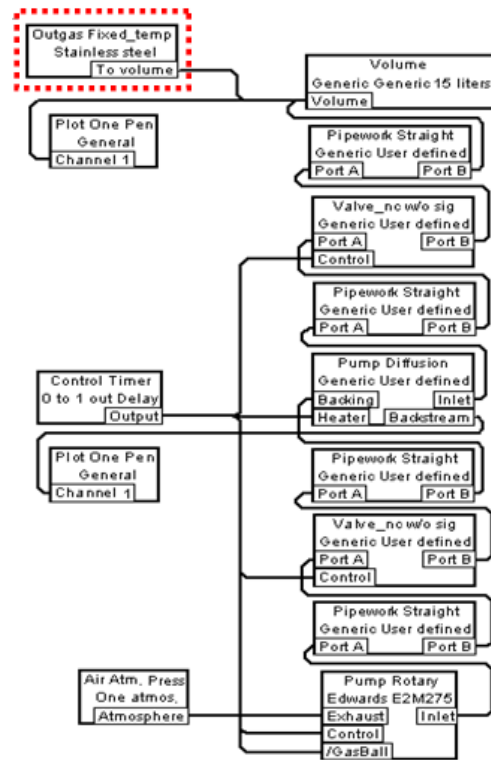 Outgas Fixed_temp
Stainless steel
To volume
Volume
Generic Generic 15 liters
Volume
Plot One Pen
General
Channel 1
Pipework Straight
Generic User defined
Port A Port B
Valve_nc w/o sig
Generic User defined
Port A Port B
Control
Pipework Straight
Generic User defined
Port A Port B
Control Timer
0 to 1 out Delay
Output
Pump Diffusion
Generic User defined
Backing Inlet
Heater Backstream
Plot One Pen
General
Channel 1
Pipework Straight
Generic User defined
Port A Port B
Valve_nc w/o sig
Generic User defined
Port A Port B
Control
Pipework Straight
Generic User defined
Port A Port B
Air Atm. Press
One atmos.
Atmosphere
Pump Rotary
Edwards E2M275
Exhaust Inlet
Control
/GasBall